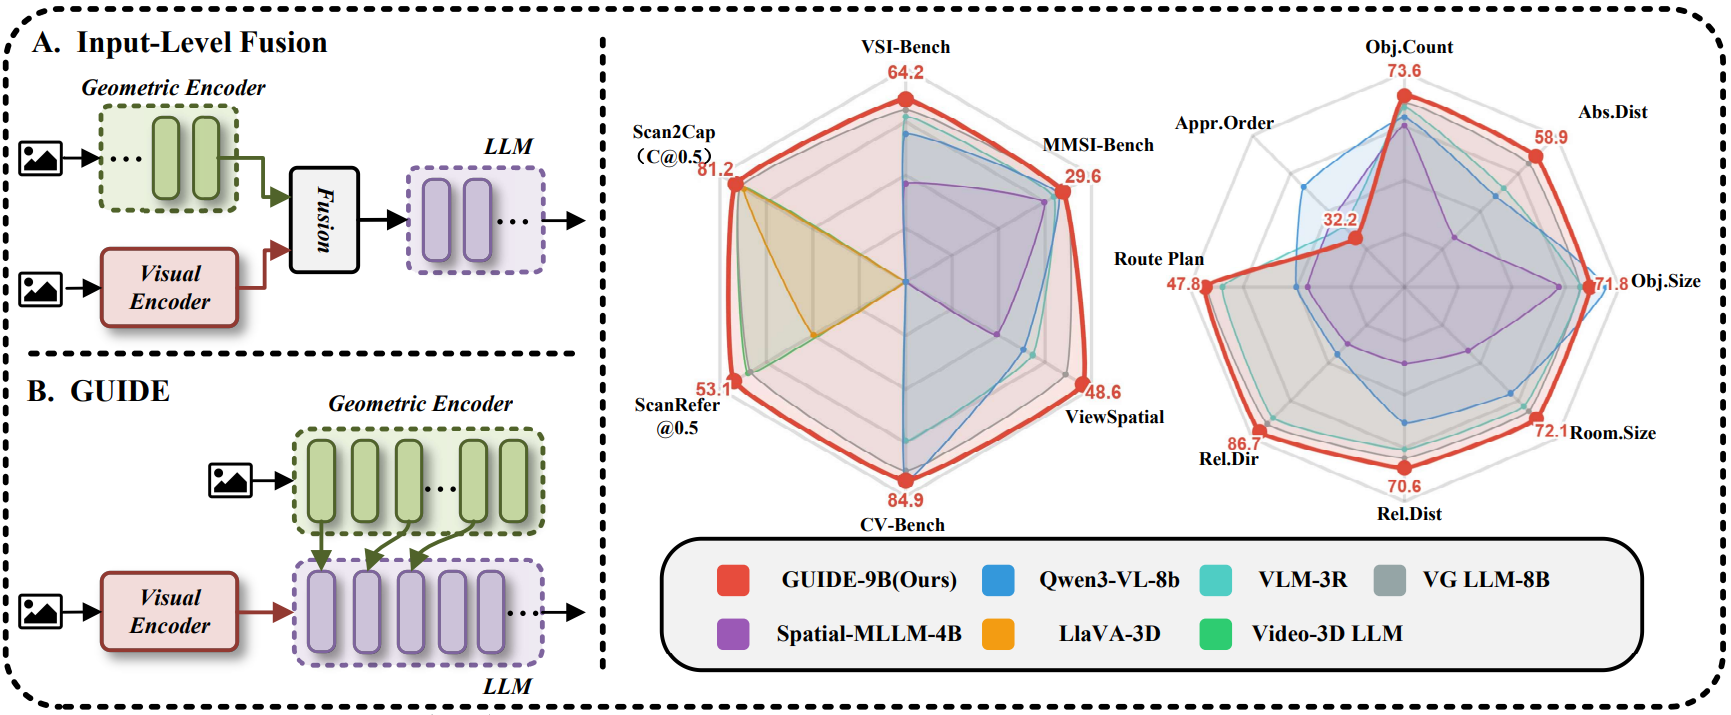 A. Input-Level Fusion
Geometric Encoder
Visual
Encoder
Fusion
LLM
B. GUIDE
Geometric Encoder
Visual
Encoder
LLM
VSI-Bench
64.2
MMSI-Bench
29.6
48.6
ViewSpatial
84.9
CV-Bench
53.1
ScanRefer
@0.5
Scan2Cap
(C@0.5)
81.2
Obj.Count
73.6
Abs.Dist
58.9
71.8 Obj.Size
72.1 Room.Size
70.6
Rel.Dist
86.7
Rel.Dir
Route Plan
47.8
Appr.Order
32.2
GUIDE-9B(Ours) Qwen3-VL-8b VLM-3R VG LLM-8B
Spatial-MLLM-4B LlaVA-3D Video-3D LLM